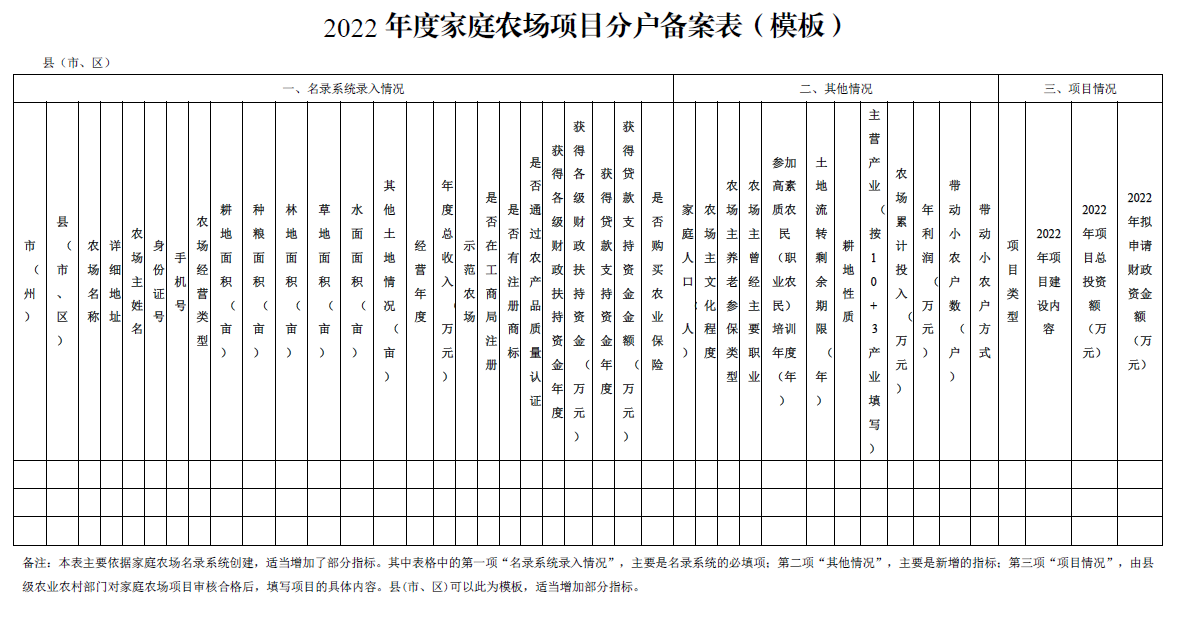 2022 年度家庭农场项目分户备案表（模板）
县（市、区）
一、名录系统录入情况
二、其他情况
三、项目情况
市（州）
县（市、区）
农场名称
详细地址
农场主姓名
身份证号
手机号
农场经营类型
耕地面积（亩）
种粮面积（亩）
林地面积（亩）
草地面积（亩）
水面面积（亩）
其他土地情况（亩）
经营年度
年度总收入（万元）
示范农场
是否在工商局注册
是否有注册商标
是否通过农产品质量认证
获得各级财政扶持资金年度
获得各级财政扶持资金（万元）
获得贷款支持资金年度
获得贷款支持资金金额（万元）
是否购买农业保险
家庭人口（人）
农场主文化程度
农场主养老参保类型
农场主曾经主要职业
参加高素质农民（职业农民）培训年度（年）
土地流转剩余期限（年）
耕地性质
主营产业（按10+3产业填写）
农场累计投入（万元）
年利润（万元）
带动小农户数（户）
带动小农户方式
项目类型
2022年项目建设内容
2022年项目总投资额（万元）
2022年拟申请财政资金额（万元）
备注：本表主要依据家庭农场名录系统创建，适当增加了部分指标。其中表格中的第一项“名录系统录入情况”，主要是名录系统的必填项；第二项“其他情况”，主要是新增的指标；第三项“项目情况”，由县
级农业农村部门对家庭农场项目审核合格后，填写项目的具体内容。县(市、区)可以此为模板，适当增加部分指标。